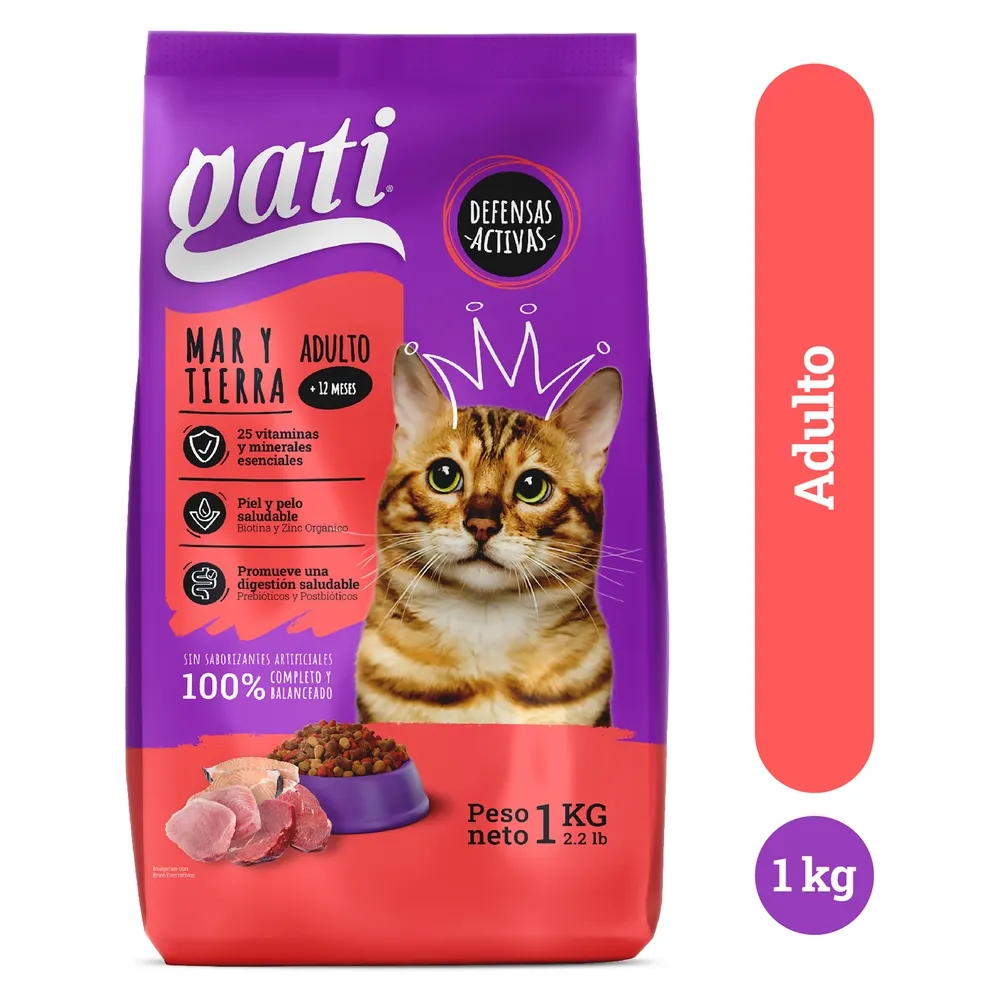 gati
DEFENSAS
-ACTIVAS-
MAR Y
TIERRA
ADULTO
+ 12 MESES
25 vitaminas
y minerales
esenciales
Piel y pelo
saludable
Biotina y Zinc Orgánico
Promueve una
digestión saludable
Prebióticos y Postbióticos
SIN SABORIZANTES ARTIFICIALES
100% COMPLETO Y
BALANCEADO
Peso
neto 1 KG
2.2 lb
Adulto
1 kg